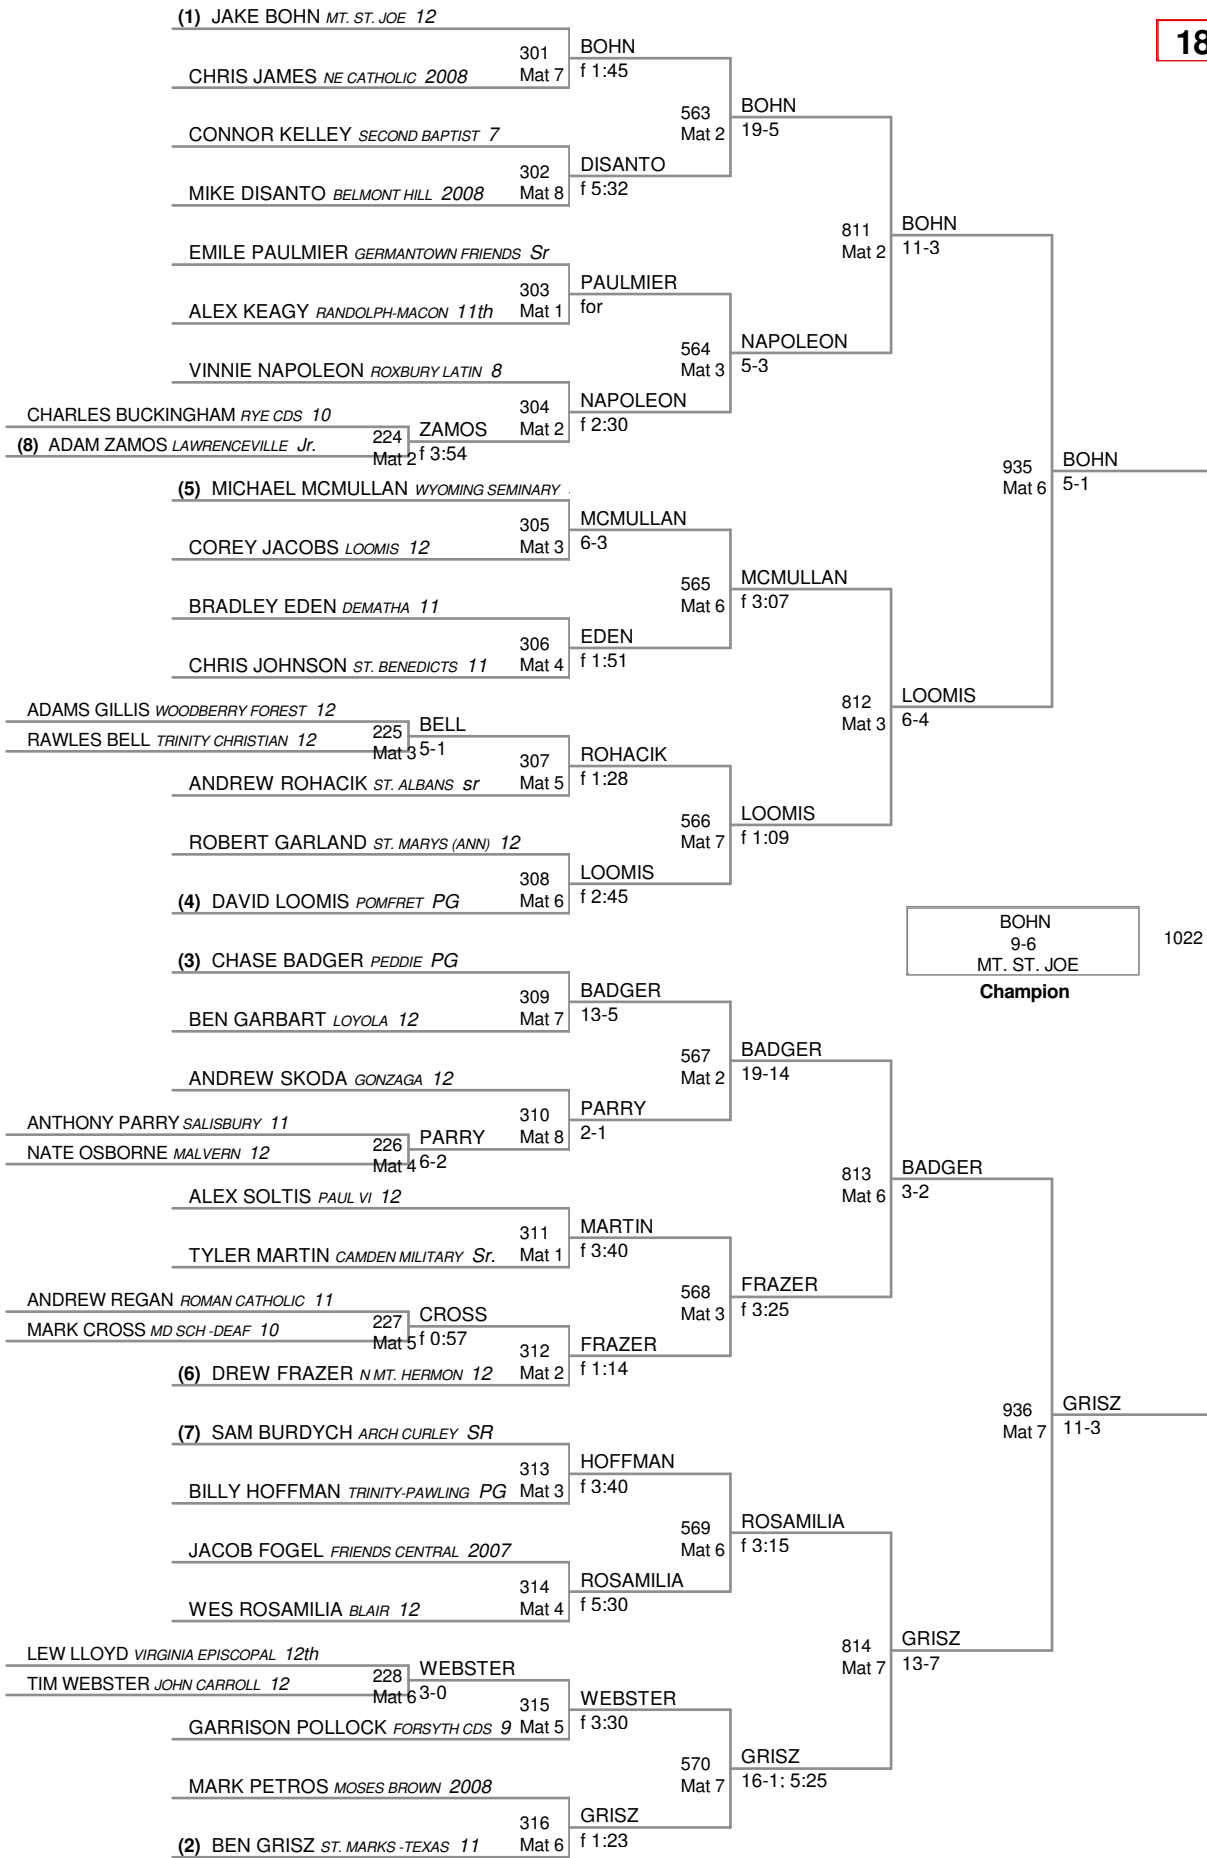 (1) JAKE BOHN MT. ST. JOE 12
18
301 BOHN
CHRIS JAMES NE CATHOLIC 2008 Mat 7 f 1:45
563 BOHN
CONNOR KELLEY SECOND BAPTIST 7 Mat 2 19-5
302 DISANTO
MIKE DISANTO BELMONT HILL 2008 Mat 8 f 5:32
811 BOHN
EMILE PAULMIER GERMANTOWN FRIENDS Sr Mat 2 11-3
303 PAULMIER
ALEX KEAGY RANDOLPH-MACON 11th Mat 1 for
564 NAPOLEON
VINNIE NAPOLEON ROXBURY LATIN 8 Mat 3 5-3
304 NAPOLEON
CHARLES BUCKINGHAM RYE CDS 10 Mat 2 f 2:30
224 ZAMOS
(8) ADAM ZAMOS LAWRENCEVILLE Jr. Mat 2 f 3:54
935 BOHN
Mat 6 5-1
(5) MICHAEL MCMULLAN WYOMING SEMINARY
305 MCMULLAN
COREY JACOBS LOOMIS 12 Mat 3 6-3
565 MCMULLAN
BRADLEY EDEN DEMATHA 11 Mat 6 f 3:07
306 EDEN
CHRIS JOHNSON ST. BENEDICTS 11 Mat 4 f 1:51
812 LOOMIS
Mat 3 6-4
ADAMS GILLIS WOODBERRY FOREST 12
225 BELL
RAWLES BELL TRINITY CHRISTIAN 12 Mat 3 5-1
307 ROHACIK
ANDREW ROHACIK ST. ALBANS sr Mat 5 f 1:28
566 LOOMIS
ROBERT GARLAND ST. MARYS (ANN) 12 Mat 7 f 1:09
308 LOOMIS
(4) DAVID LOOMIS POMFRET PG Mat 6 f 2:45
BOHN
9-6
MT. ST. JOE
1022
Champion
(3) CHASE BADGER PEDDIE PG
309 BADGER
BEN GARBART LOYOLA 12 Mat 7 13-5
567 BADGER
ANDREW SKODA GONZAGA 12 Mat 2 19-14
310 PARRY
ANTHONY PARRY SALISBURY 11 Mat 8 2-1
226 PARRY
NATE OSBORNE MALVERN 12 Mat 4 6-2
813 BADGER
ALEX SOLTIS PAUL VI 12 Mat 6 3-2
311 MARTIN
TYLER MARTIN CAMDEN MILITARY Sr. Mat 1 f 3:40
568 FRAZER
ANDREW REGAN ROMAN CATHOLIC 11 Mat 3 f 3:25
227 CROSS
MARK CROSS MD SCH -DEAF 10 Mat 5 f 0:57
312 FRAZER
(6) DREW FRAZER N MT. HERMON 12 Mat 2 f 1:14
936 GRISZ
(7) SAM BURDYCH ARCH CURLEY SR Mat 7 11-3
313 HOFFMAN
BILLY HOFFMAN TRINITY-PAWLING PG Mat 3 f 3:40
569 ROSAMILIA
JACOB FOGEL FRIENDS CENTRAL 2007 Mat 6 f 3:15
314 ROSAMILIA
WES ROSAMILIA BLAIR 12 Mat 4 f 5:30
814 GRISZ
LEW LLOYD VIRGINIA EPISCOPAL 12th Mat 7 13-7
228 WEBSTER
TIM WEBSTER JOHN CARROLL 12 Mat 6 3-0
315 WEBSTER
GARRISON POLLOCK FORSYTH CDS 9 Mat 5 f 3:30
570 GRISZ
MARK PETROS MOSES BROWN 2008 Mat 7 16-1; 5:25
316 GRISZ
(2) BEN GRISZ ST. MARKS -TEXAS 11 Mat 6 f 1:23